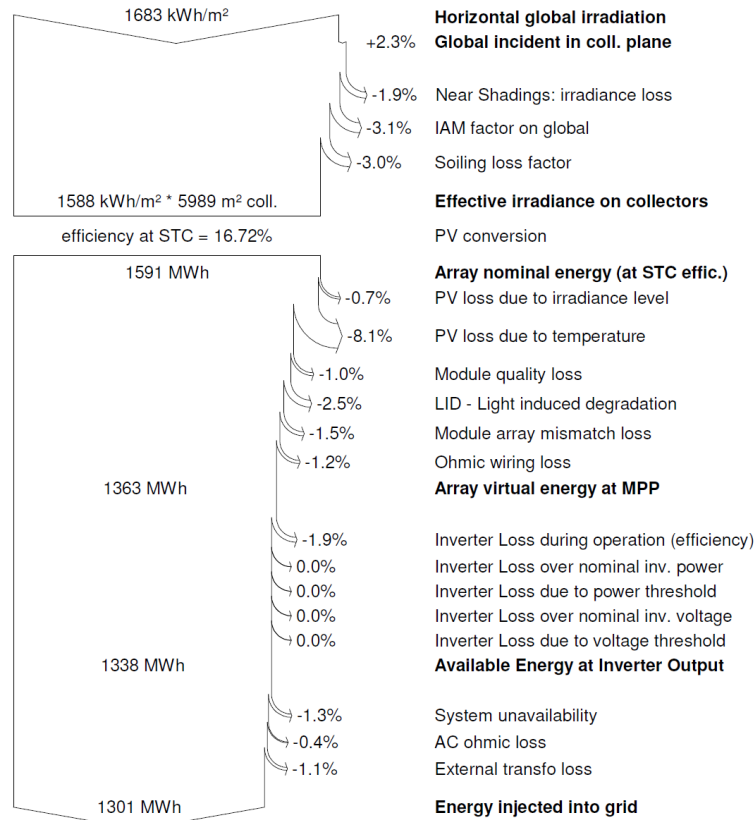 1683 kWh/m² Horizontal global irradiation
+2.3% Global incident in coll. plane
-1.9% Near Shadings: irradiance loss
-3.1% IAM factor on global
-3.0% Soiling loss factor
1588 kWh/m² * 5989 m² coll. Effective irradiance on collectors
efficiency at STC = 16.72% PV conversion
1591 MWh Array nominal energy (at STC effic.)
-0.7% PV loss due to irradiance level
-8.1% PV loss due to temperature
-1.0% Module quality loss
-2.5% LID - Light induced degradation
-1.5% Module array mismatch loss
-1.2% Ohmic wiring loss
1363 MWh Array virtual energy at MPP
-1.9% Inverter Loss during operation (efficiency)
0.0% Inverter Loss over nominal inv. power
0.0% Inverter Loss due to power threshold
0.0% Inverter Loss over nominal inv. voltage
0.0% Inverter Loss due to voltage threshold
1338 MWh Available Energy at Inverter Output
-1.3% System unavailability
-0.4% AC ohmic loss
-1.1% External transfo loss
1301 MWh Energy injected into grid